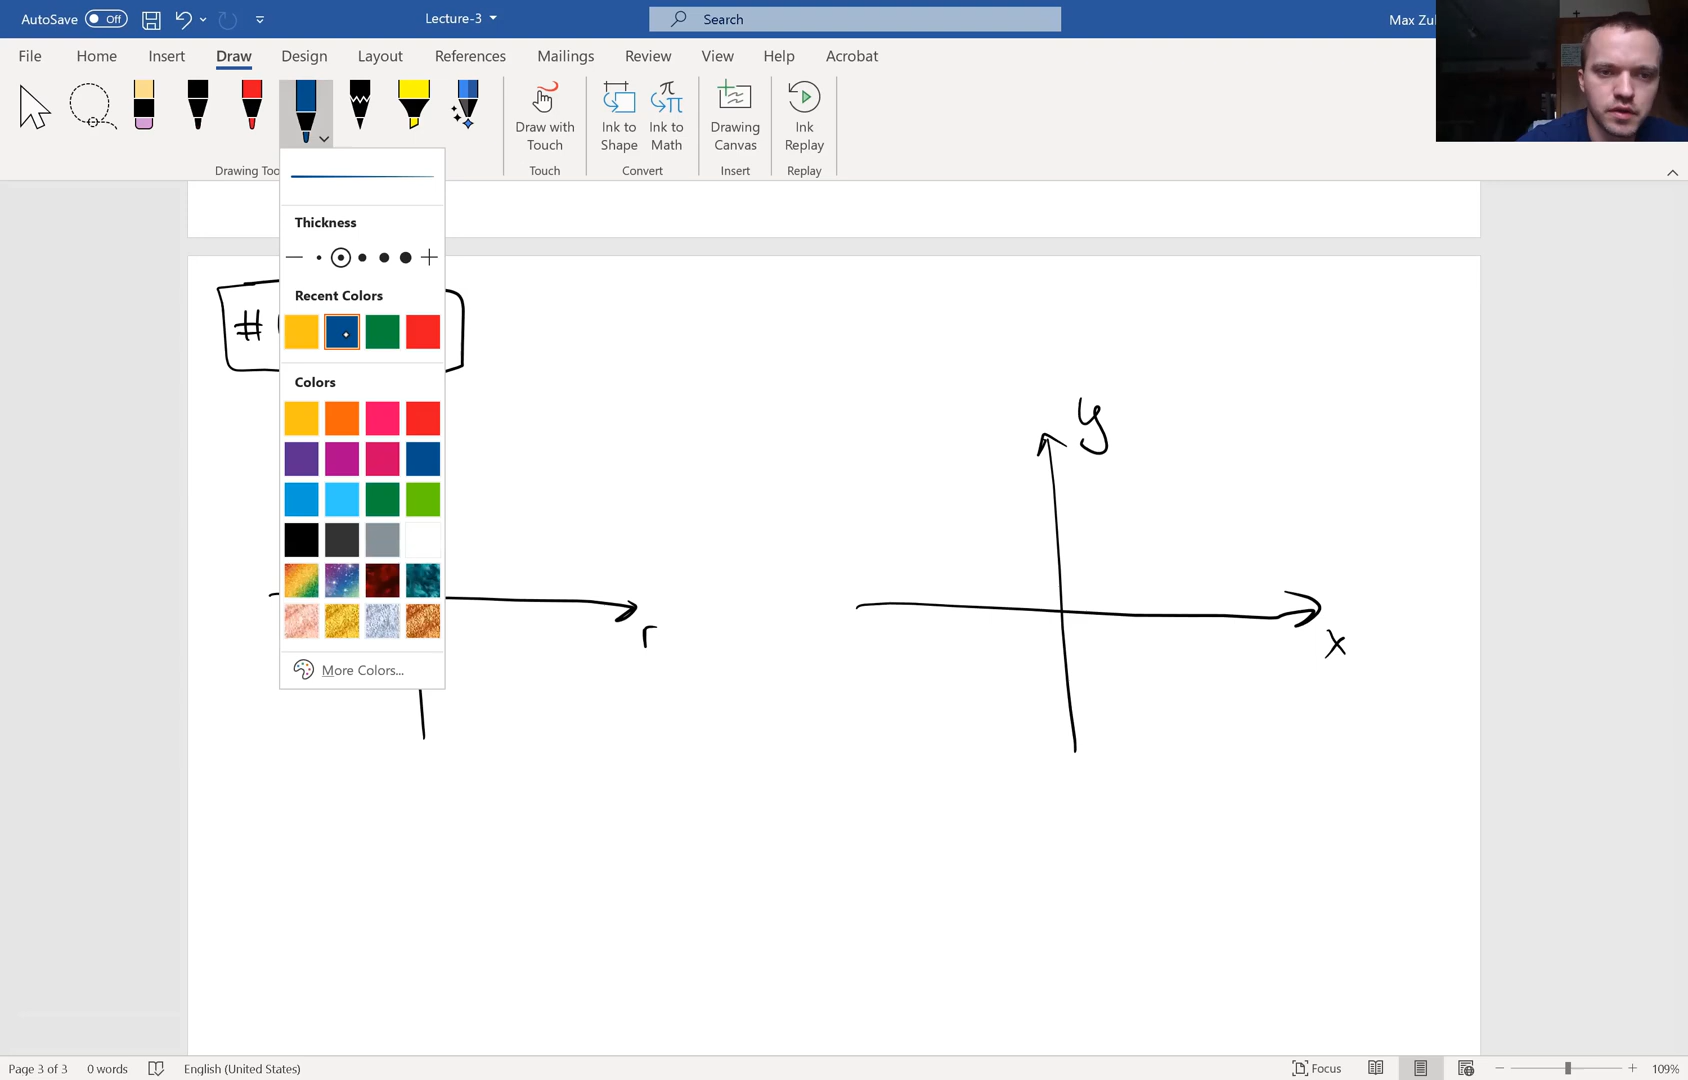 AutoSave Off Lecture-3 Search Max Zul
File Home Insert Draw Design Layout References Mailings Review View Help Acrobat
Draw with Touch
Ink to Shape
Ink to Math
Drawing Canvas
Ink Replay
Drawing Too Touch Convert Insert Replay
Thickness
Recent Colors
Colors
More Colors...
#
r
y
x
Page 3 of 3 0 words English (United States) Focus 109%